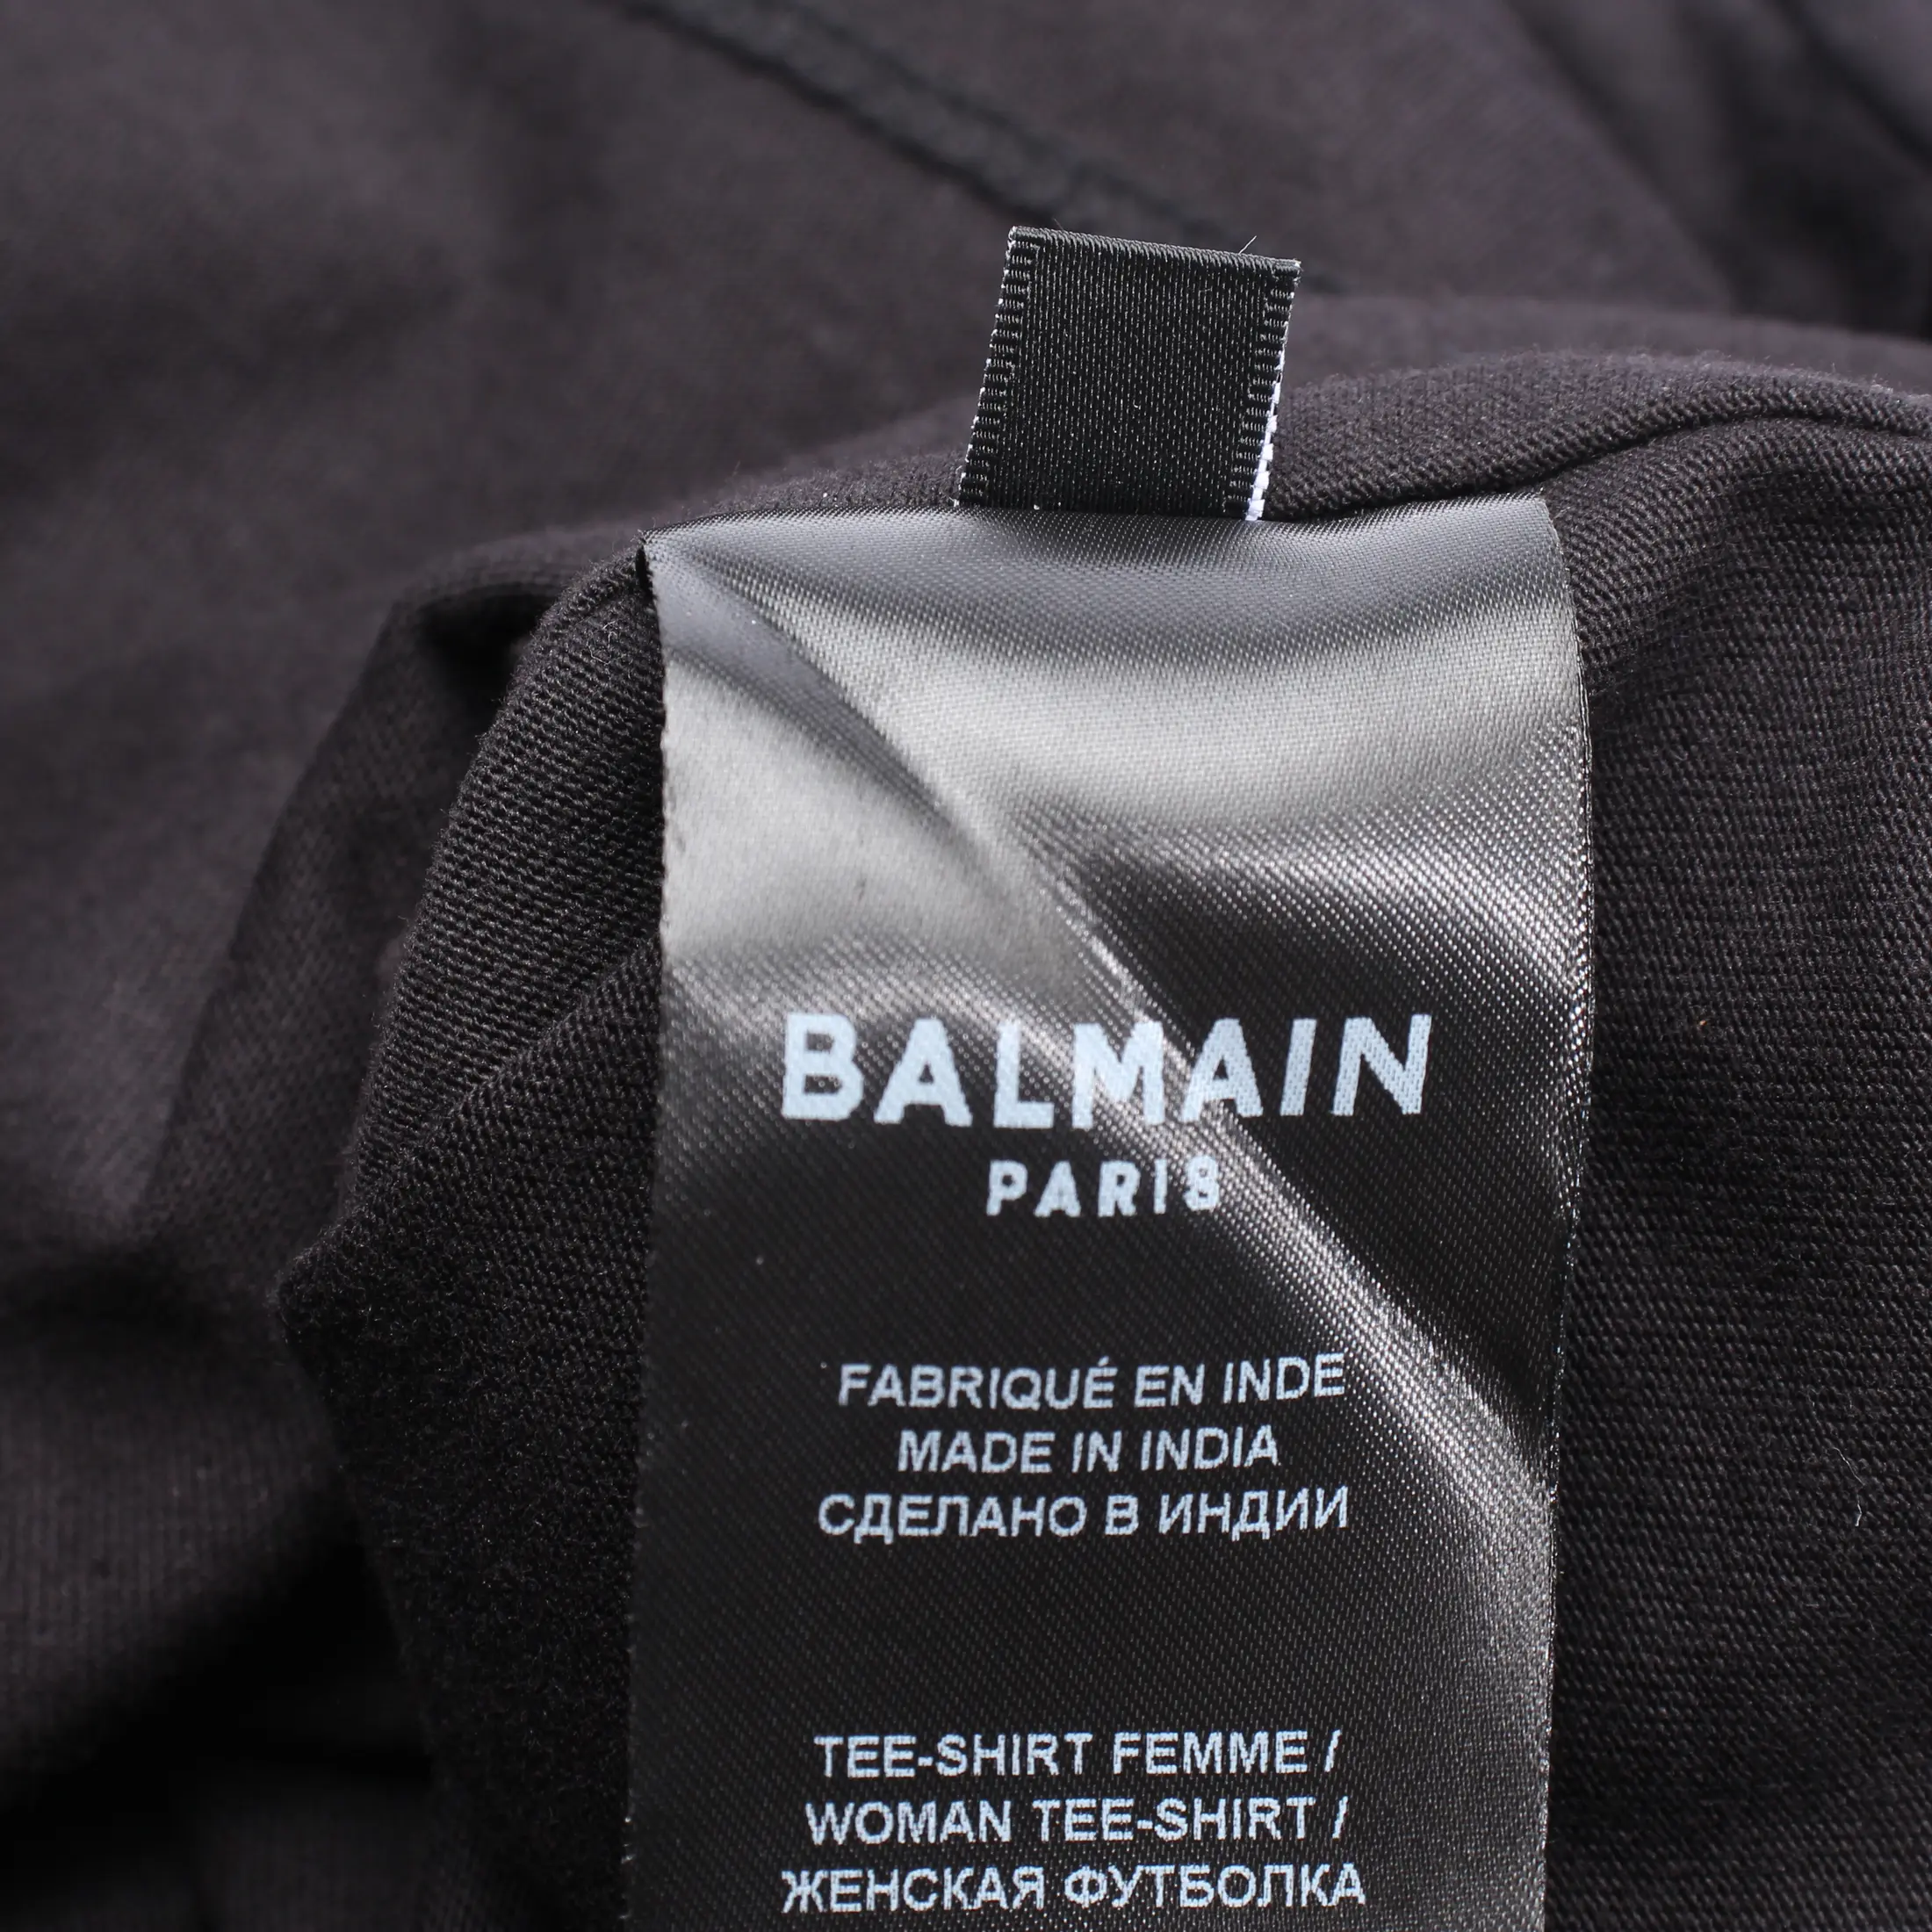 BALMAIN
PARIS
FABRIQUÉ EN INDE
MADE IN INDIA
СДЕЛАНО В ИНДИИ
TEE-SHIRT FEMME /
WOMAN TEE-SHIRT /
ЖЕНСКАЯ ФУТБОЛКА